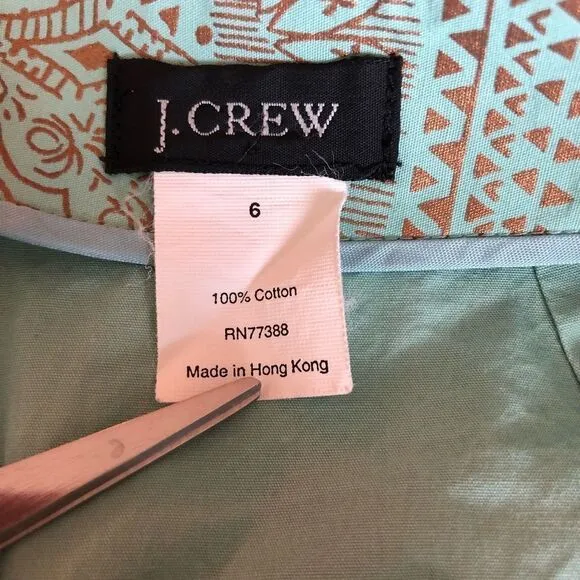 J.CREW
6
100% Cotton
RN77388
Made in Hong Kong